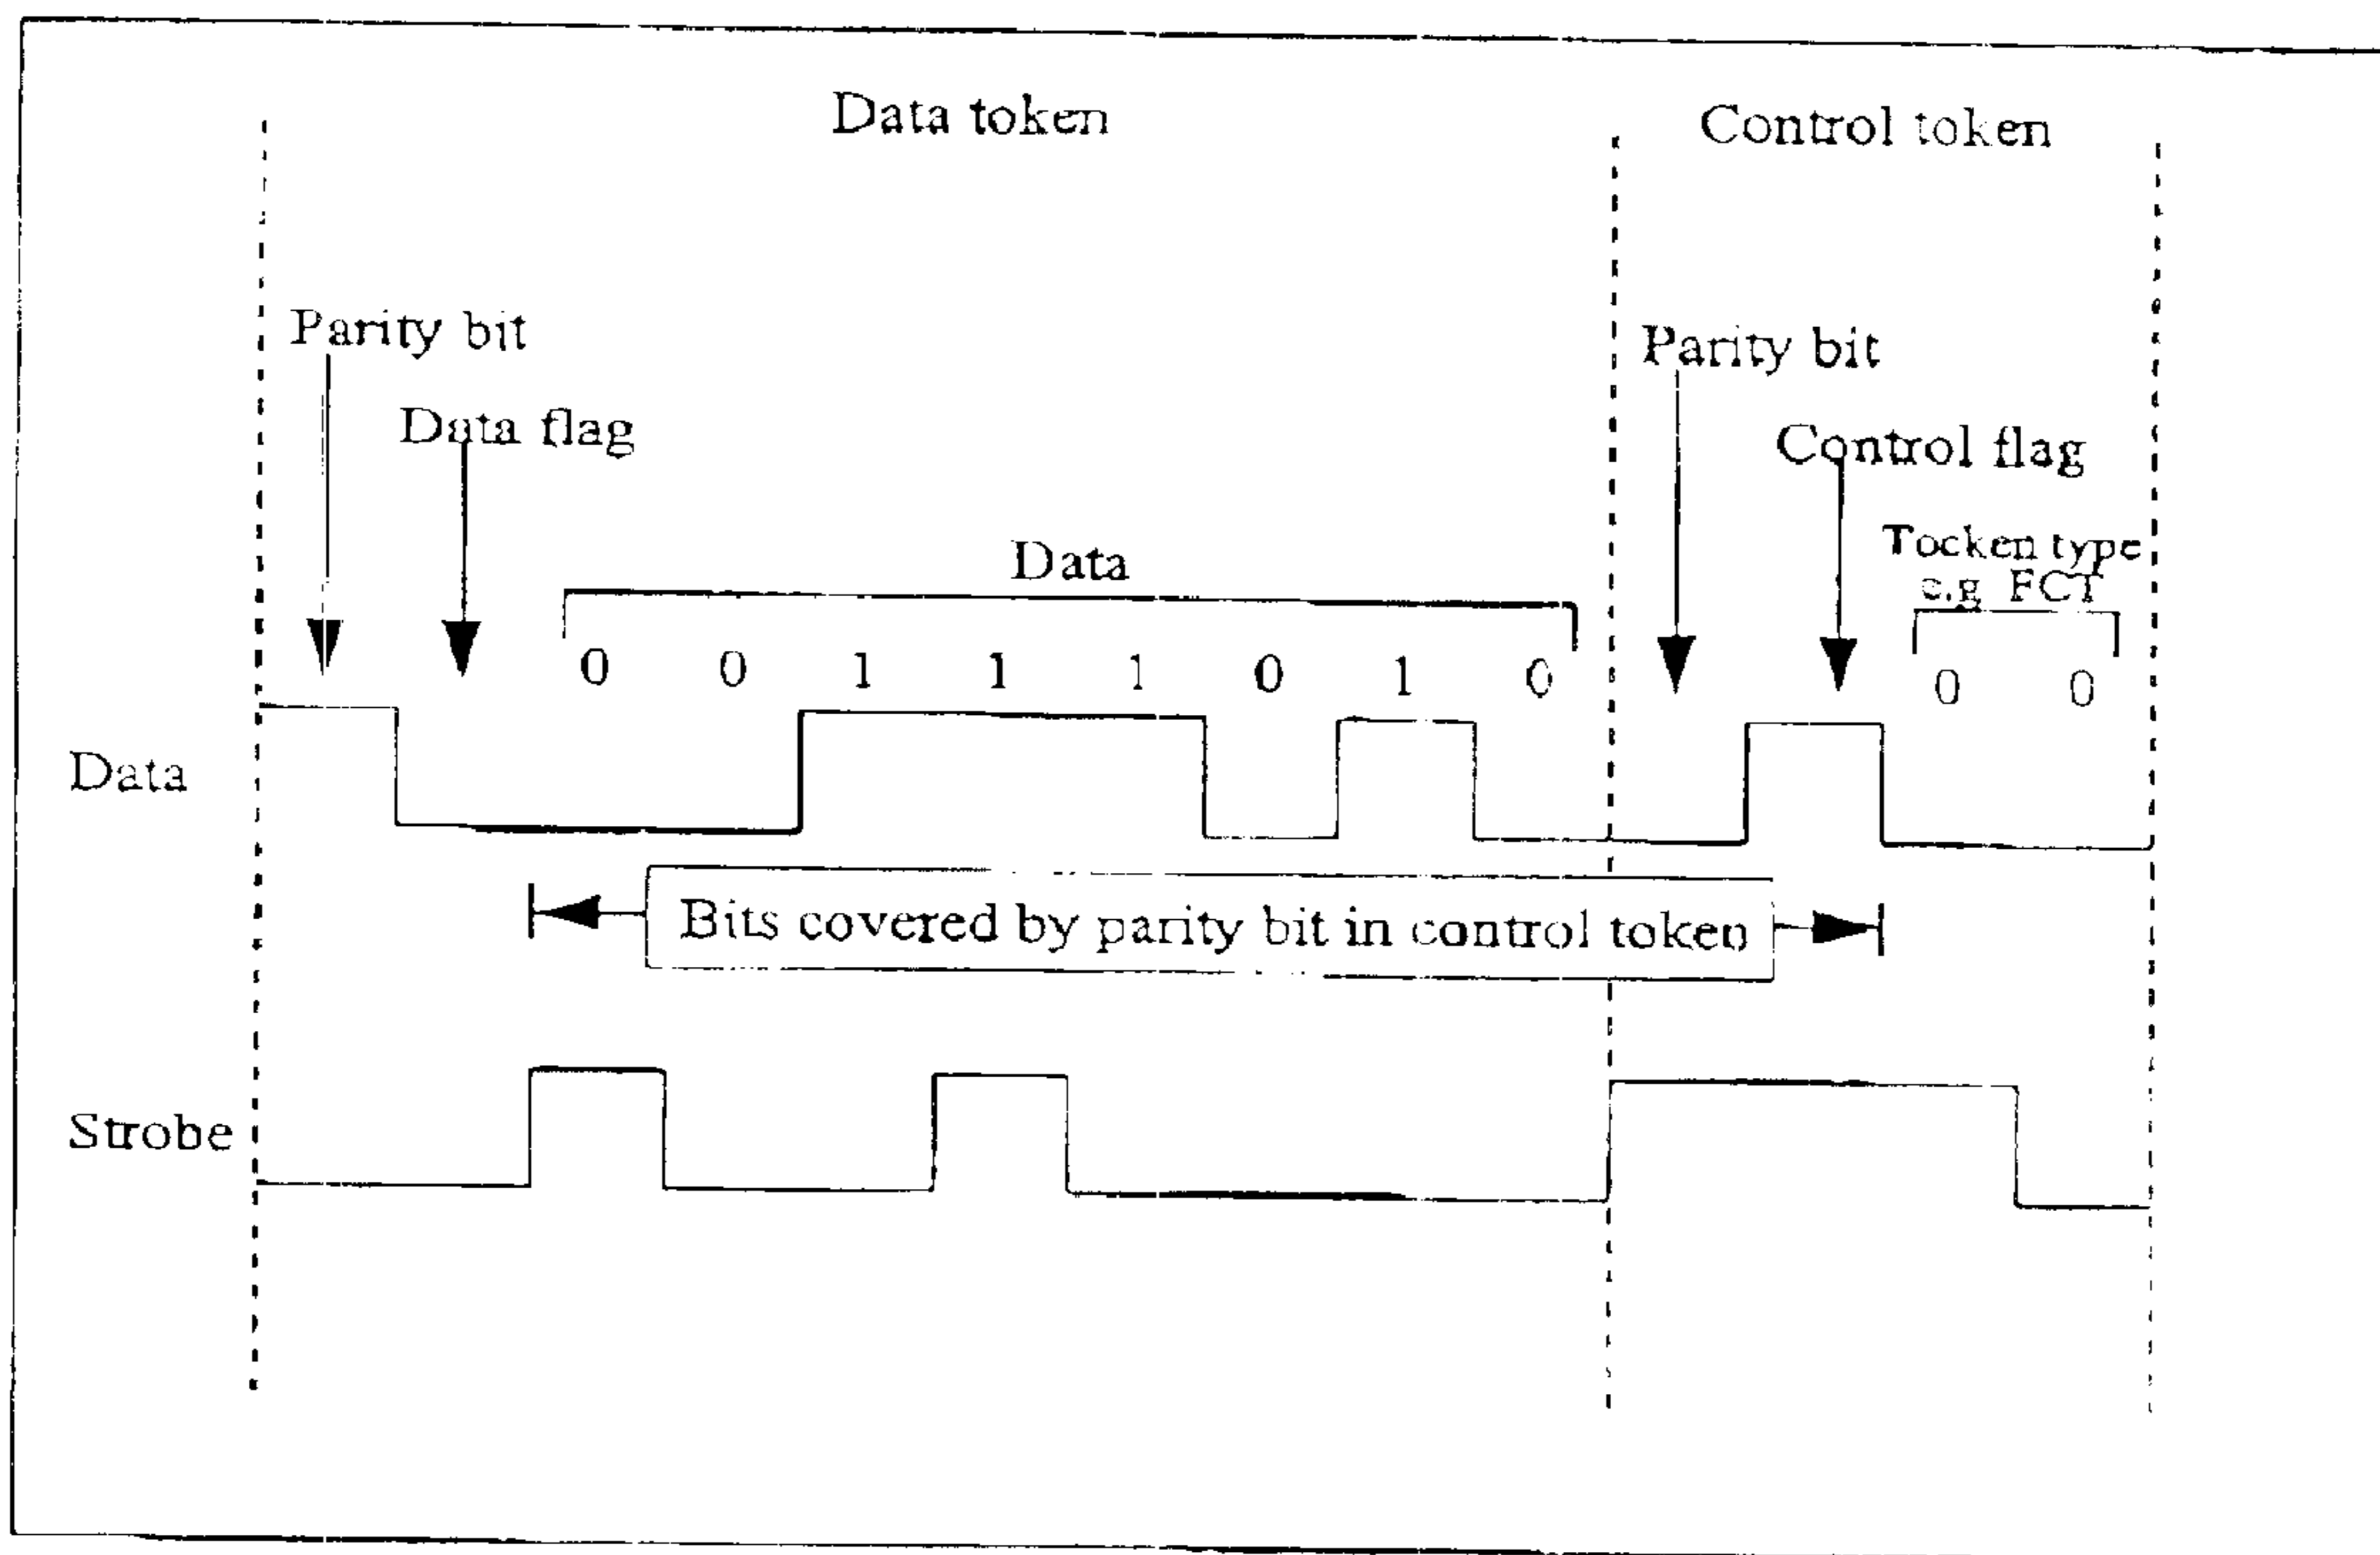 Data token
Control token
Parity bit
Parity bit
Data flag
Control flag
Tocken type
e.g FCT
Data
0 0 1 1 1 0 1 0
0 0
Data
Bits covered by parity bit in control token
Strobe